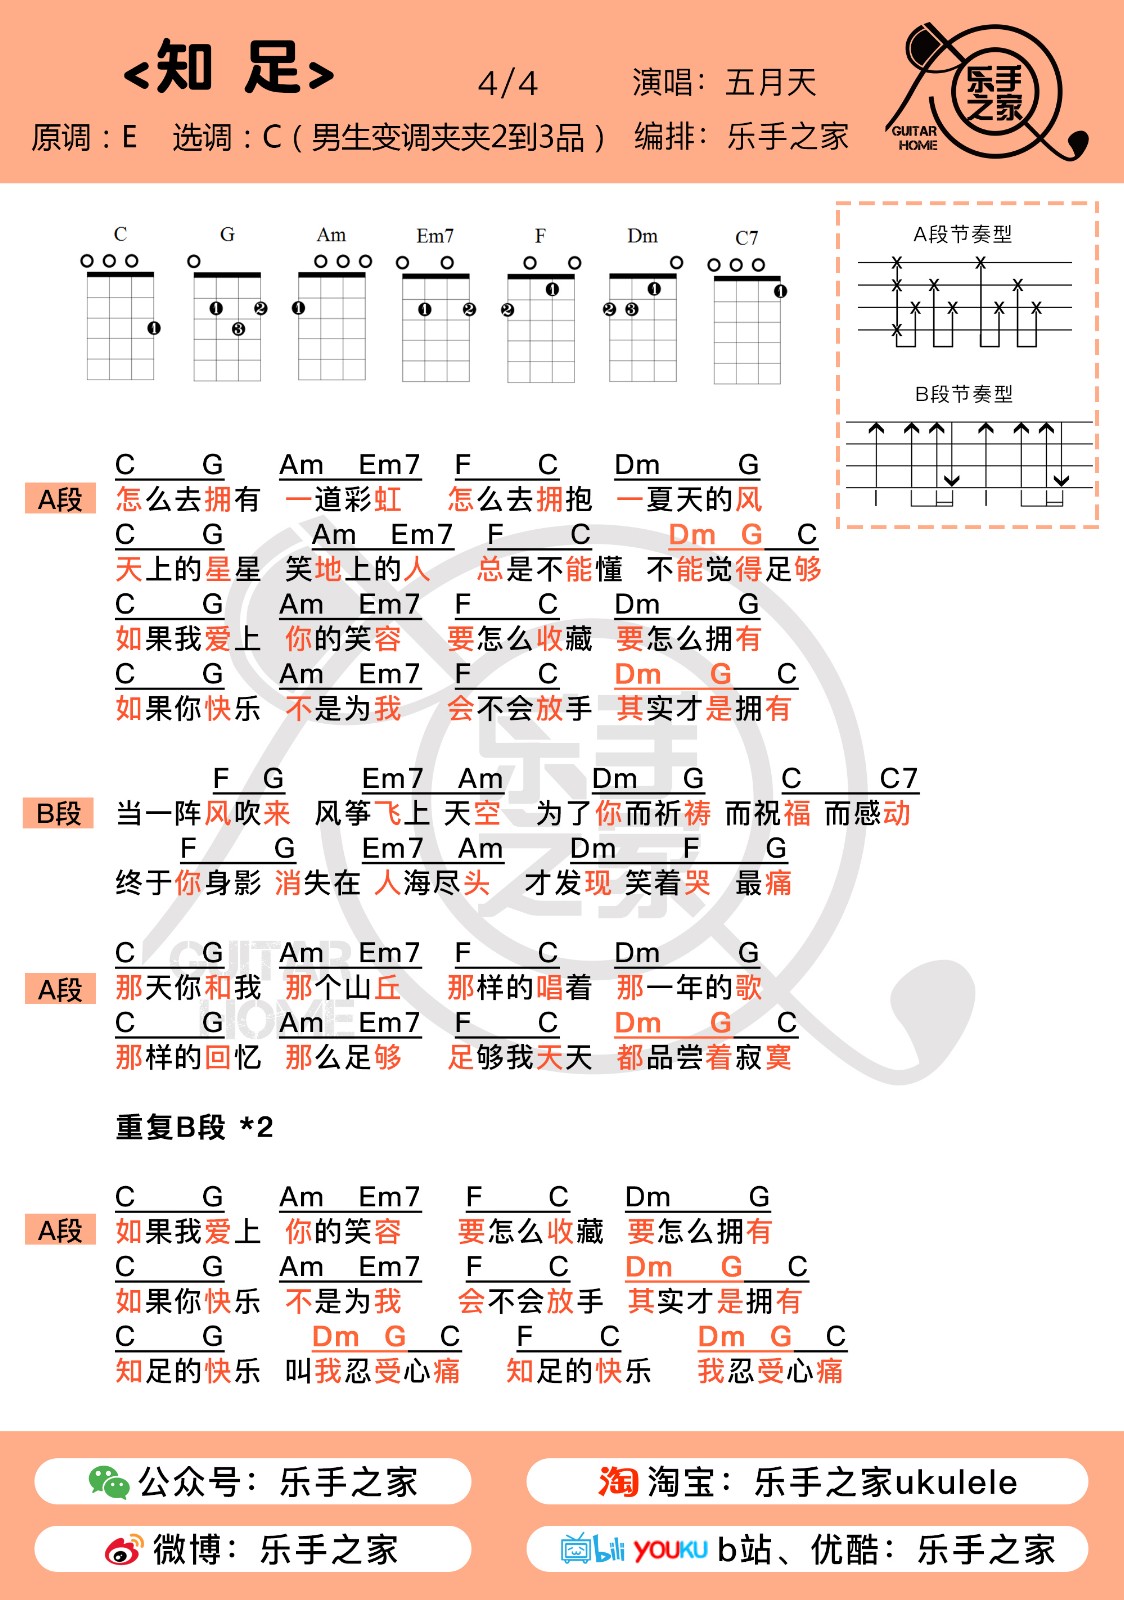 <知 足>
4/4
演唱：五月天
原调：E 选调：C（男生变调夹夹2到3品）
编排：乐手之家
乐手之家
GUITAR
HOME
C G Am Em7 F Dm C7
A段节奏型
B段节奏型
C G Am Em7 F C Dm G
A段 怎么去拥有 一道彩虹 怎么去拥抱 一夏天的风
C G Am Em7 F C Dm G C
天上的星星 笑地上的人 总是不能懂 不能觉得足够
C G Am Em7 F C Dm G
如果我爱上 你的笑容 要怎么收藏 要怎么拥有
C G Am Em7 F C Dm G C
如果你快乐 不是为我 会不会放手 其实才是拥有
F G Em7 Am Dm G C C7
B段 当一阵风吹来 风筝飞上 天空 为了你而祈祷 而祝福 而感动
F G Em7 Am Dm F G
终于你身影 消失在 人海尽头 才发现 笑着哭 最痛
C G Am Em7 F C Dm G
A段 那天你和我 那个山丘 那样的唱着 那一年的歌
C G Am Em7 F C Dm G C
那样的回忆 那么足够 足够我天天 都品尝着寂寞
重复B段 *2
C G Am Em7 F C Dm G
A段 如果我爱上 你的笑容 要怎么收藏 要怎么拥有
C G Am Em7 F C Dm G C
如果你快乐 不是为我 会不会放手 其实才是拥有
C G Dm G C F C Dm G C
知足的快乐 叫我忍受心痛 知足的快乐 我忍受心痛
公众号：乐手之家
淘 淘宝：乐手之家ukulele
微博：乐手之家
bili YOUKU b站、优酷：乐手之家